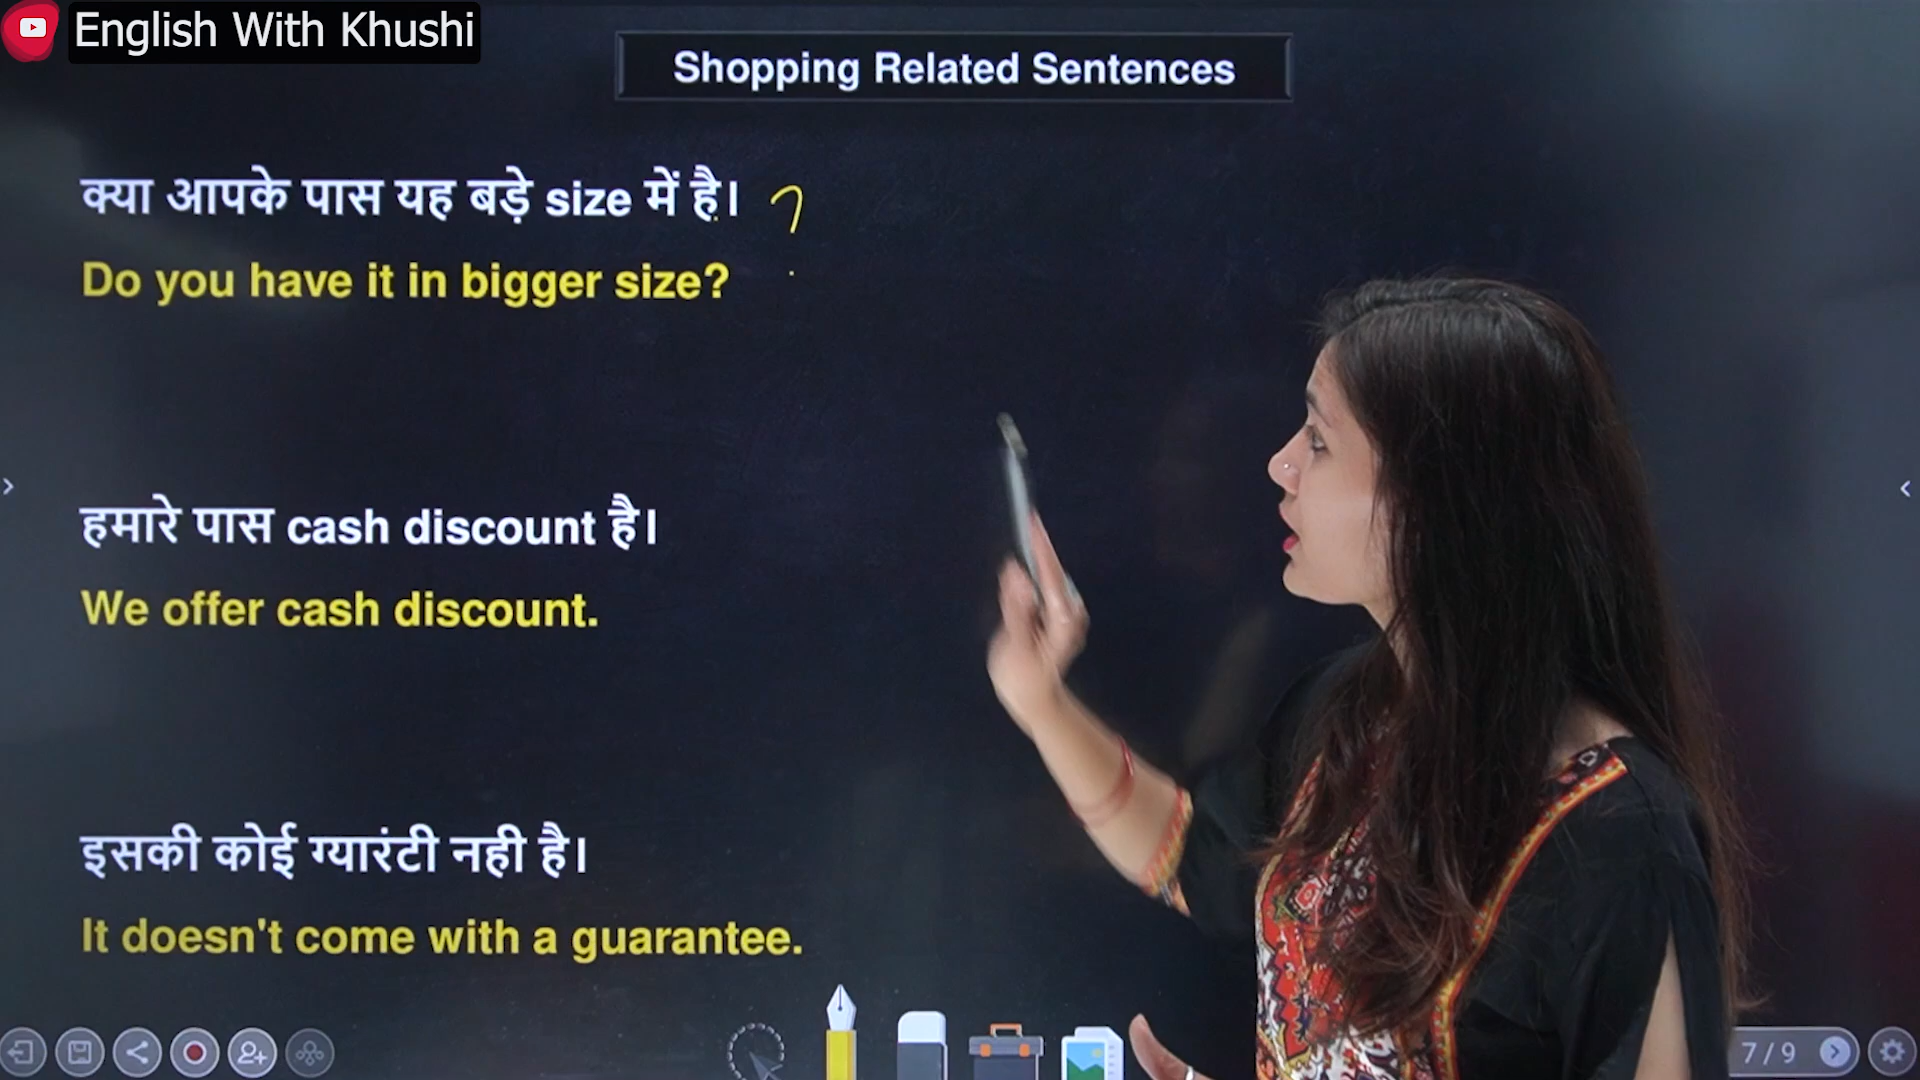 English With Khushi
Shopping Related Sentences
क्या आपके पास यह बड़े size में है। ?
Do you have it in bigger size?
हमारे पास cash discount है।
We offer cash discount.
इसकी कोई ग्यारंटी नही है।
It doesn't come with a guarantee.
7 / 9